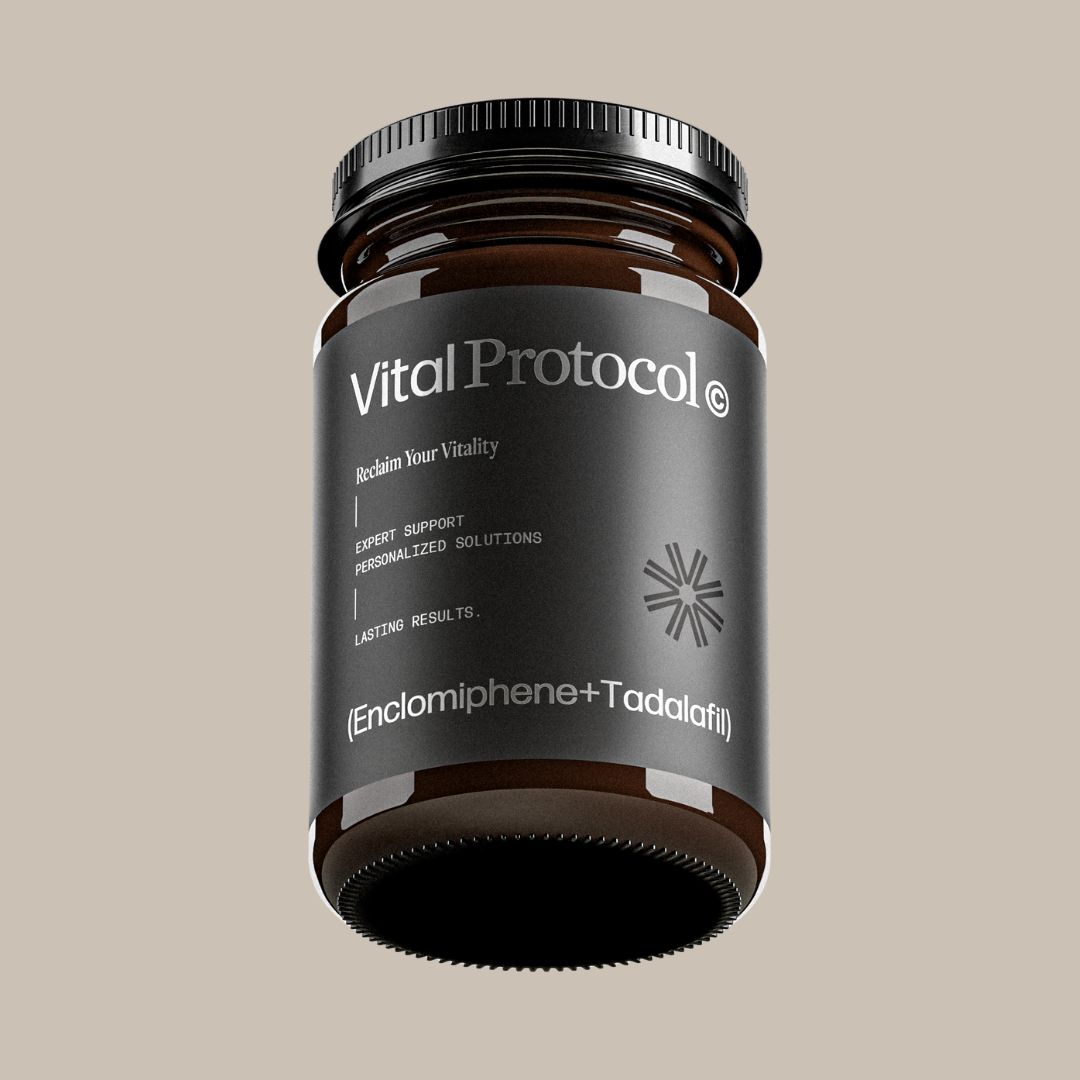 Vital Protocol ©
Reclaim Your Vitality
EXPERT SUPPORT
PERSONALIZED SOLUTIONS
LASTING RESULTS.
(Enclomiphene+Tadalafil)